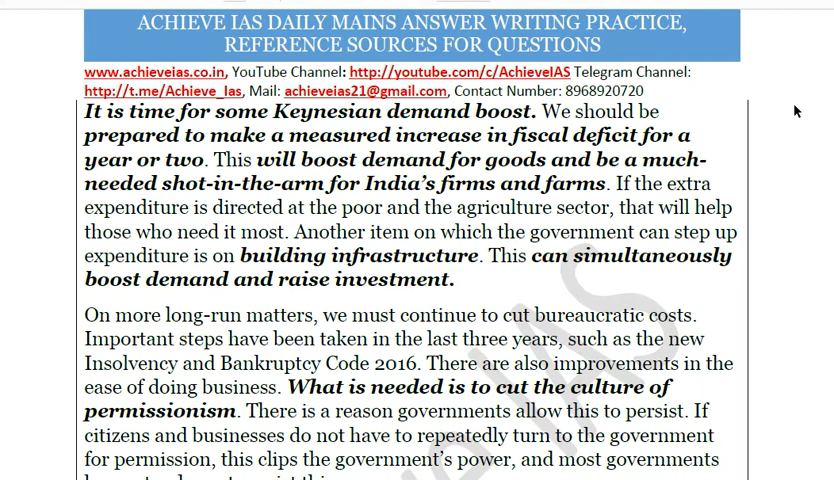 ACHIEVE IAS DAILY MAINS ANSWER WRITING PRACTICE,
REFERENCE SOURCES FOR QUESTIONS
www.achieveias.co.in, YouTube Channel: http://youtube.com/c/AchieveIAS Telegram Channel:
http://t.me/Achieve_Ias, Mail: achieveias21@gmail.com, Contact Number: 8968920720
It is time for some Keynesian demand boost. We should be
prepared to make a measured increase in fiscal deficit for a
year or two. This will boost demand for goods and be a much-
needed shot-in-the-arm for India's firms and farms. If the extra
expenditure is directed at the poor and the agriculture sector, that will help
those who need it most. Another item on which the government can step up
expenditure is on building infrastructure. This can simultaneously
boost demand and raise investment.
On more long-run matters, we must continue to cut bureaucratic costs.
Important steps have been taken in the last three years, such as the new
Insolvency and Bankruptcy Code 2016. There are also improvements in the
ease of doing business. What is needed is to cut the culture of
permissionism. There is a reason governments allow this to persist. If
citizens and businesses do not have to repeatedly turn to the government
for permission, this clips the government's power, and most governments
IAS